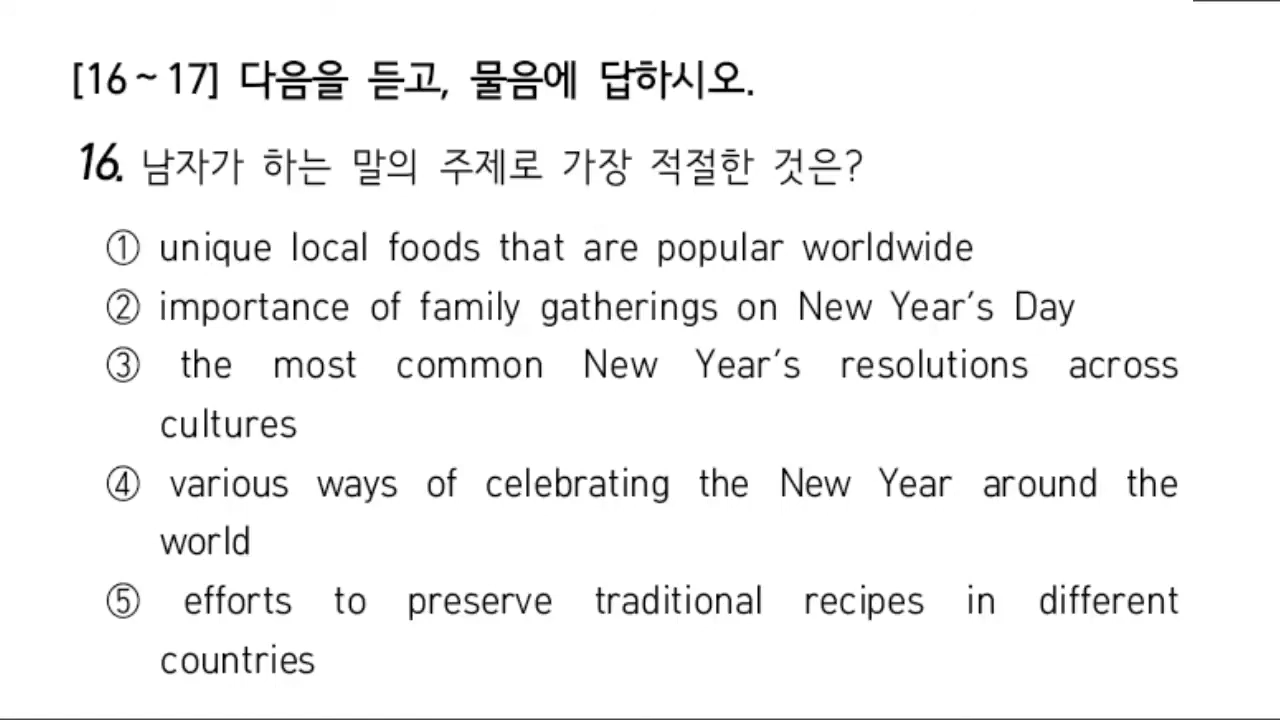 [16~17] 다음을 듣고, 물음에 답하시오.
16. 남자가 하는 말의 주제로 가장 적절한 것은?
① unique local foods that are popular worldwide
② importance of family gatherings on New Year's Day
③ the most common New Year's resolutions across
cultures
④ various ways of celebrating the New Year around the
world
⑤ efforts to preserve traditional recipes in different
countries